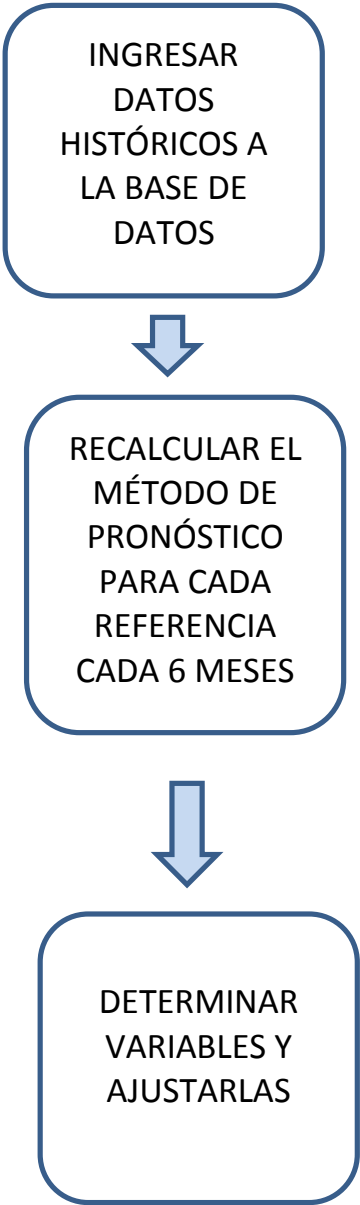 INGRESAR
DATOS
HISTÓRICOS A
LA BASE DE
DATOS
RECALCULAR EL
MÉTODO DE
PRONÓSTICO
PARA CADA
REFERENCIA
CADA 6 MESES
DETERMINAR
VARIABLES Y
AJUSTARLAS